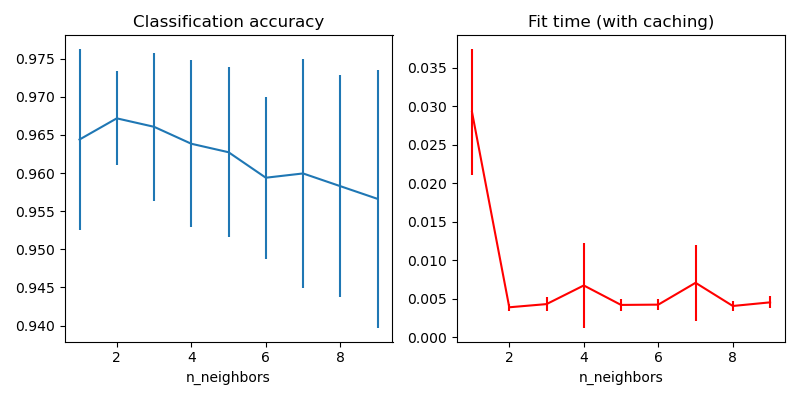 Classification accuracy
0.975
0.970
0.965
0.960
0.955
0.950
0.945
0.940
2 4 6 8
n_neighbors
Fit time (with caching)
0.035
0.030
0.025
0.020
0.015
0.010
0.005
0.000
2 4 6 8
n_neighbors